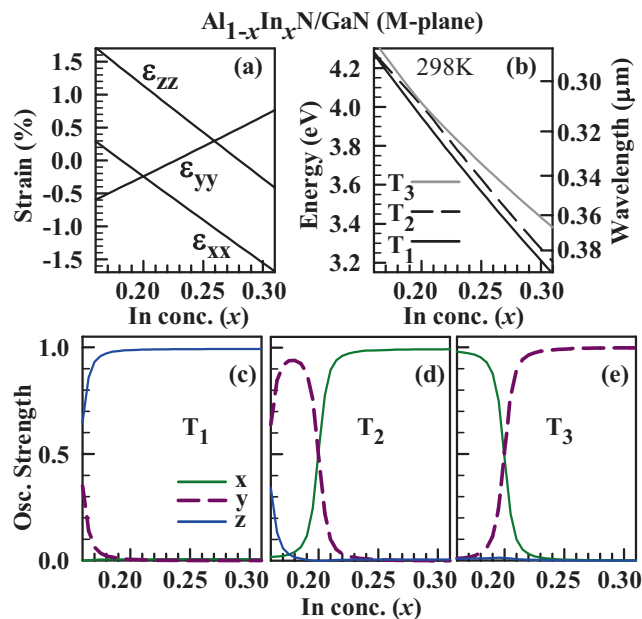 Al1-xInxN/GaN (M-plane)
(a)
εzz
εyy
εxx
Strain (%)
1.5
1.0
0.5
0.0
-0.5
-1.0
-1.5
0.20 0.25 0.30
In conc. (x)
298K (b)
Energy (eV)
4.2
4.0
3.8
3.6
3.4
3.2
T3
T2
T1
0.30
0.32
0.34
0.36
0.38
Wavelength (μm)
0.20 0.25 0.30
In conc. (x)
Osc. Strength
1.0
0.5
0.0
(c)
T1
x
y
z
0.20 0.25 0.30
In conc. (x)
(d)
T2
0.20 0.25 0.30
In conc. (x)
(e)
T3
0.20 0.25 0.30
In conc. (x)